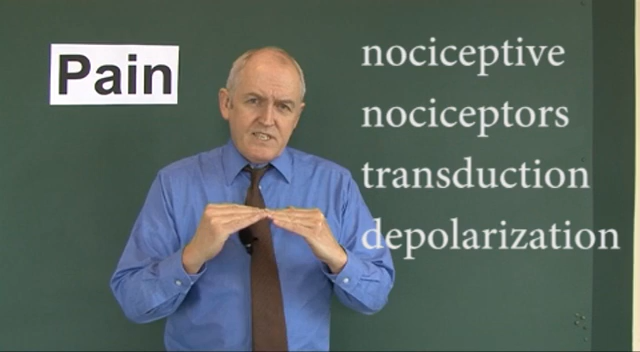 Pain
nociceptive
nociceptors
transduction
depolarization